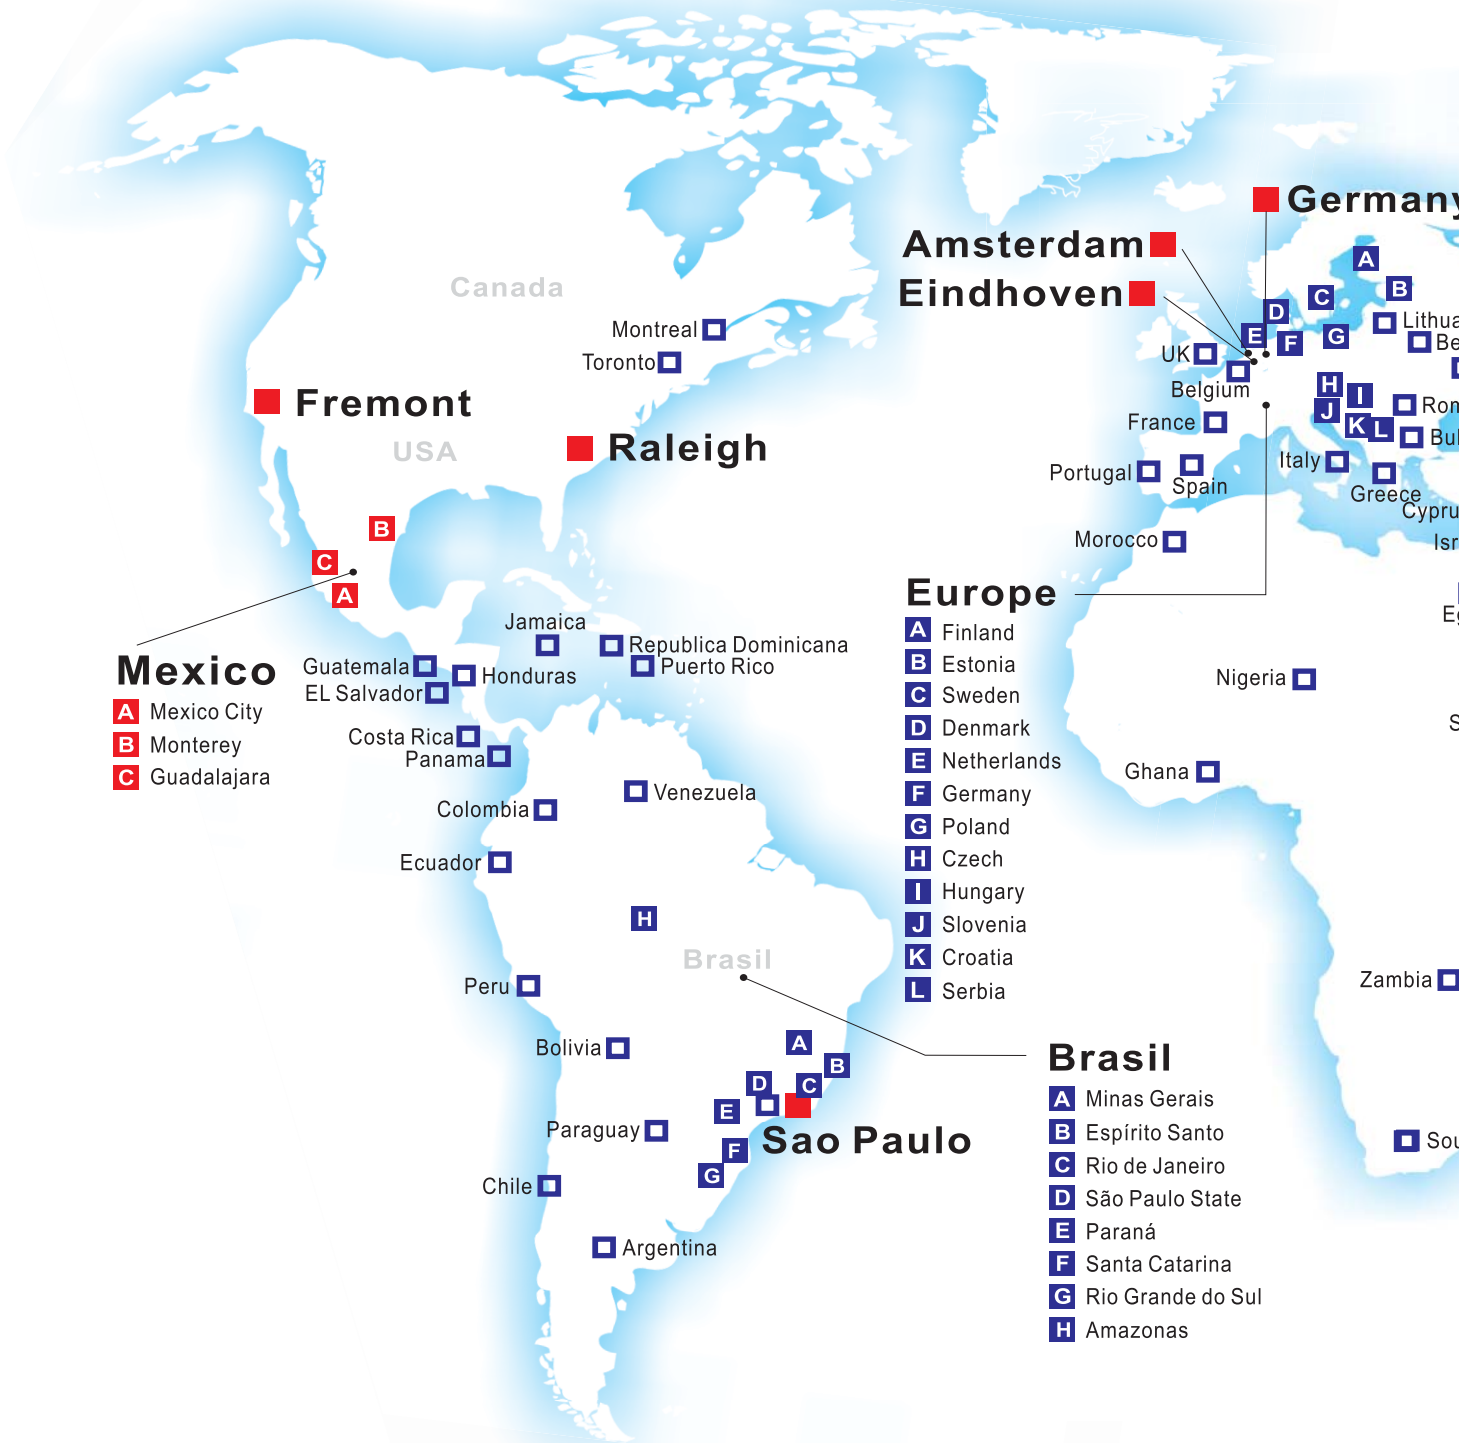 Germany
Amsterdam
Eindhoven
A
B
C
D
E
F
G
Canada
Montreal
Toronto
UK
Belgium
H
I
J
K
L
Fremont
USA
Raleigh
France
Italy
Portugal
Spain
Greece
Morocco
B
C
A
Mexico
A Mexico City
B Monterey
C Guadalajara
Jamaica
Republica Dominicana
Puerto Rico
Guatemala
Honduras
EL Salvador
Costa Rica
Panama
Colombia
Venezuela
Ecuador
H
Brasil
Peru
Bolivia
A
B
C
D
E
F
G
Sao Paulo
Paraguay
Chile
Argentina
Europe
A Finland
B Estonia
C Sweden
D Denmark
E Netherlands
F Germany
G Poland
H Czech
I Hungary
J Slovenia
K Croatia
L Serbia
Nigeria
Ghana
Zambia
Brasil
A Minas Gerais
B Espírito Santo
C Rio de Janeiro
D São Paulo State
E Paraná
F Santa Catarina
G Rio Grande do Sul
H Amazonas